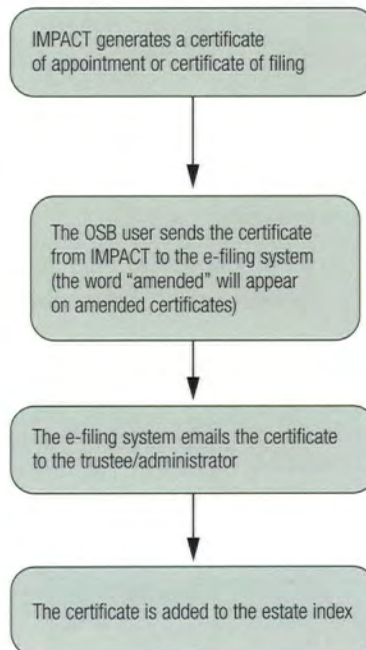 IMPACT generates a certificate
of appointment or certificate of filing
The OSB user sends the certificate
from IMPACT to the e-filing system
(the word “amended” will appear
on amended certificates)
The e-filing system emails the certificate
to the trustee/administrator
The certificate is added to the estate index